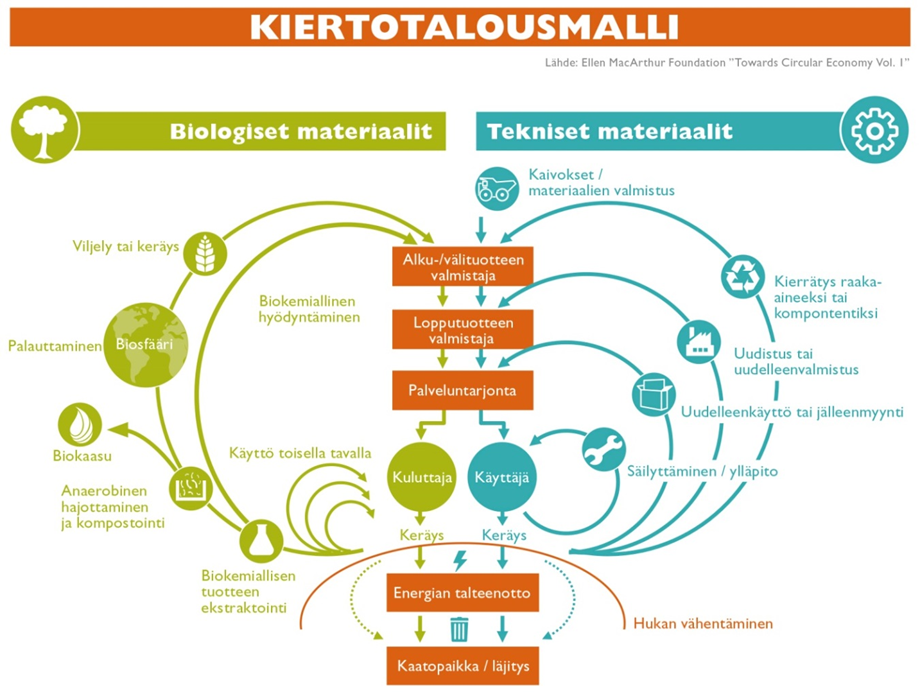 KIERTOTALOUSMALLI
Lähde: Ellen MacArthur Foundation "Towards Circular Economy Vol. 1"
Biologiset materiaalit
Tekniset materiaalit
Kaivokset /
materiaalien valmistus
Viljely tai keräys
Alku-/välituotteen
valmistaja
Kierrätys raaka-
aineeksi tai
kompontentiksi
Biokemiallinen
hyödyntäminen
Lopputuotteen
valmistaja
Palauttaminen
Biosfääri
Uudistus tai
uudelleenvalmistus
Palveluntarjonta
Uudelleenkäyttö tai jälleenmyynti
Biokaasu
Käyttö toisella tavalla
Kuluttaja
Käyttäjä
Säilyttäminen / ylläpito
Anaerobinen
hajottaminen
ja kompostointi
Keräys
Keräys
Biokemiallisen
tuotteen
ekstraktointi
Energian talteenotto
Hukan vähentäminen
Kaatopaikka / läjitys